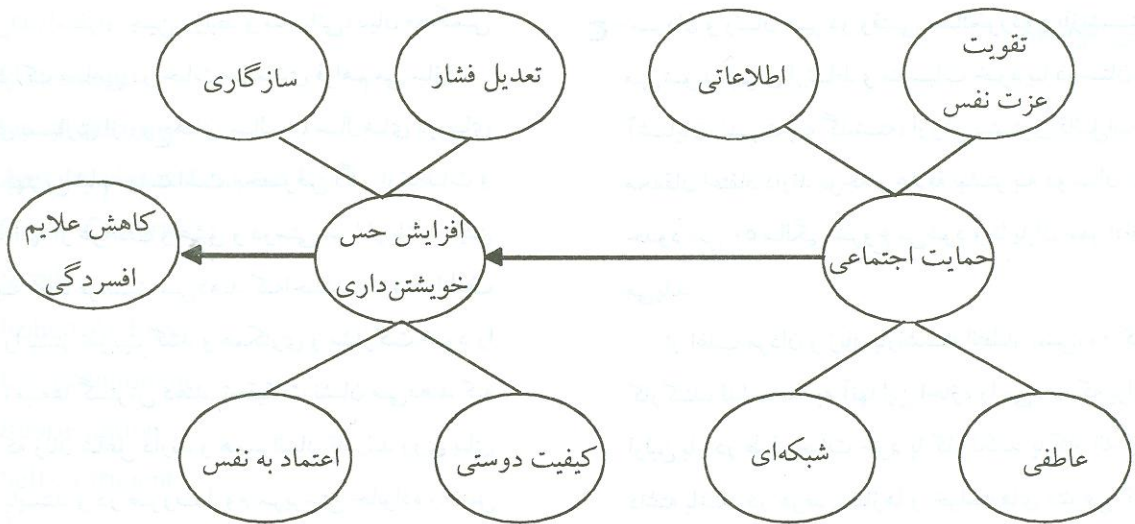 تقویت
عزت نفس
اطلاعاتی
تعدیل فشار
سازگاری
حمایت اجتماعی
افزایش حس
خویشتن‌داری
کاهش علایم
افسردگی
عاطفی
شبکه‌ای
کیفیت دوستی
اعتماد به نفس